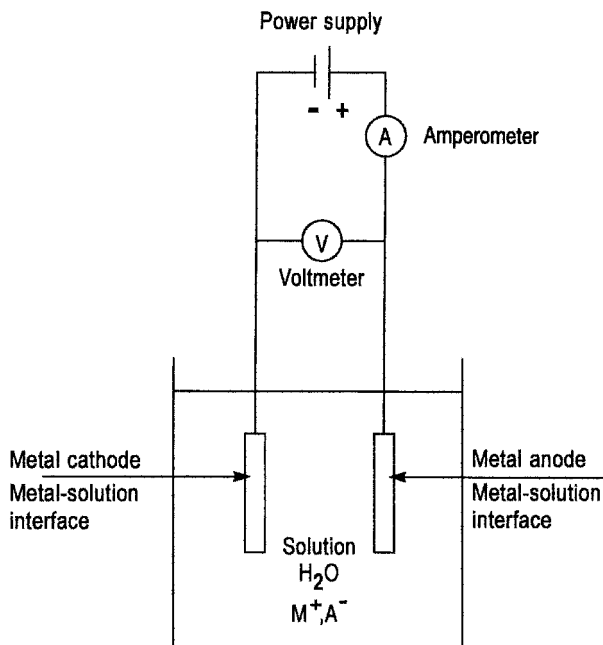 Power supply
- +
A
Amperometer
V
Voltmeter
Metal cathode
Metal-solution
interface
Metal anode
Metal-solution
interface
Solution
H₂O
M⁺,A⁻